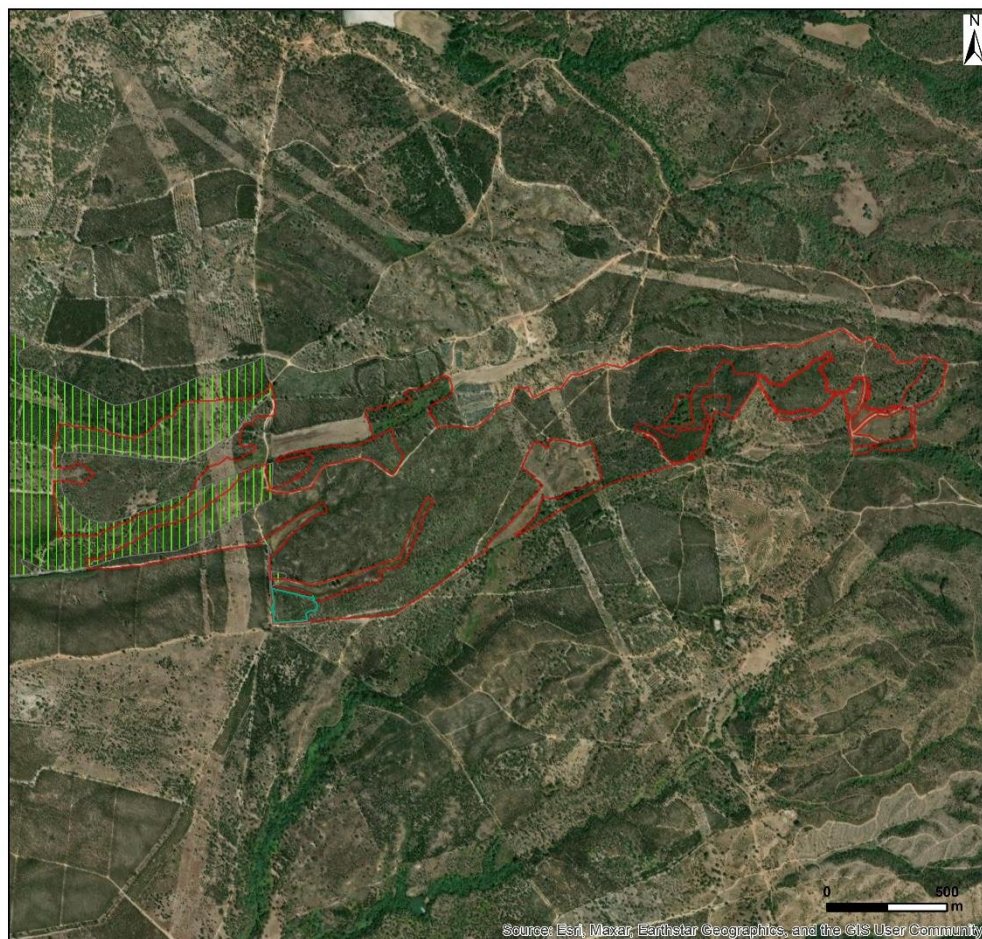 N
0 500
m
Source: Esri, Maxar, Earthstar Geographics, and the GIS User Community